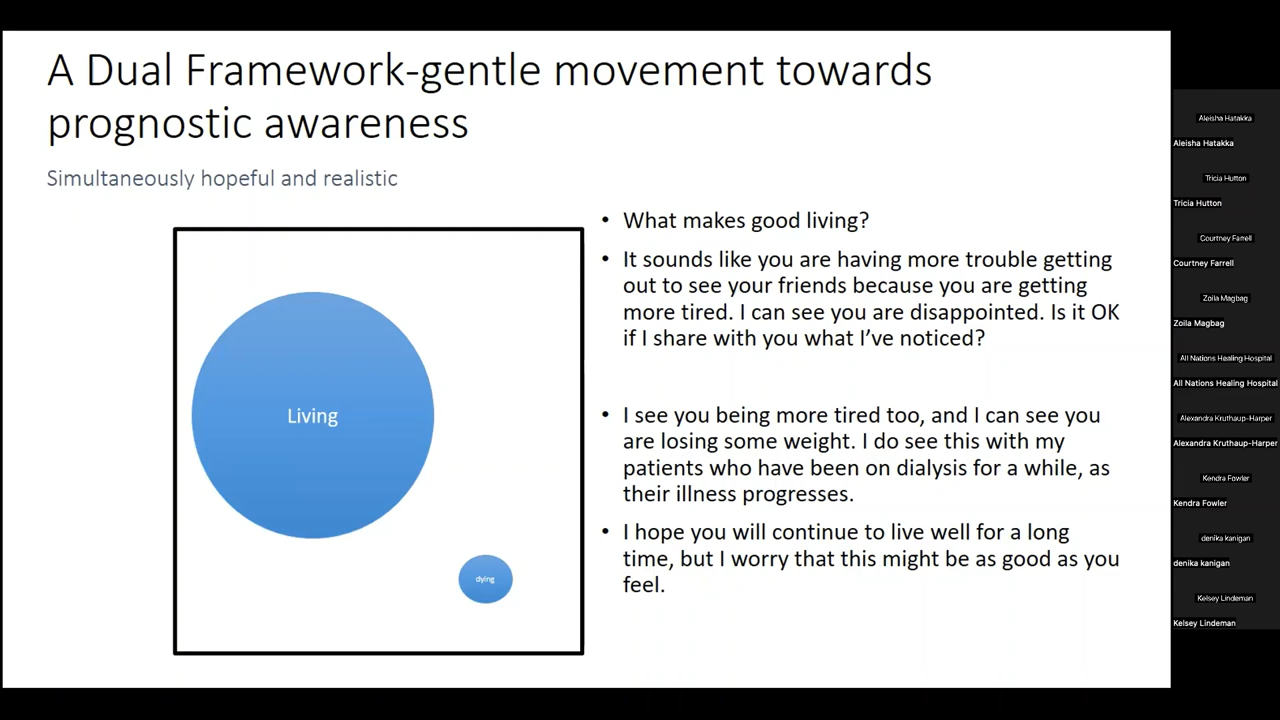 A Dual Framework-gentle movement towards
prognostic awareness
Simultaneously hopeful and realistic
Living
dying
• What makes good living?
• It sounds like you are having more trouble getting
out to see your friends because you are getting
more tired. I can see you are disappointed. Is it OK
if I share with you what I’ve noticed?
• I see you being more tired too, and I can see you
are losing some weight. I do see this with my
patients who have been on dialysis for a while, as
their illness progresses.
• I hope you will continue to live well for a long
time, but I worry that this might be as good as you
feel.
Aleisha Hatakka
Aleisha Hatakka
Tricia Hutton
Tricia Hutton
Courtney Farrell
Courtney Farrell
Zoila Magbag
Zoila Magbag
All Nations Healing Hospital
All Nations Healing Hospital
Alexandra Kruthaup-Harper
Alexandra Kruthaup-Harper
Kendra Fowler
Kendra Fowler
denika kanigan
denika kanigan
Kelsey Lindeman
Kelsey Lindeman